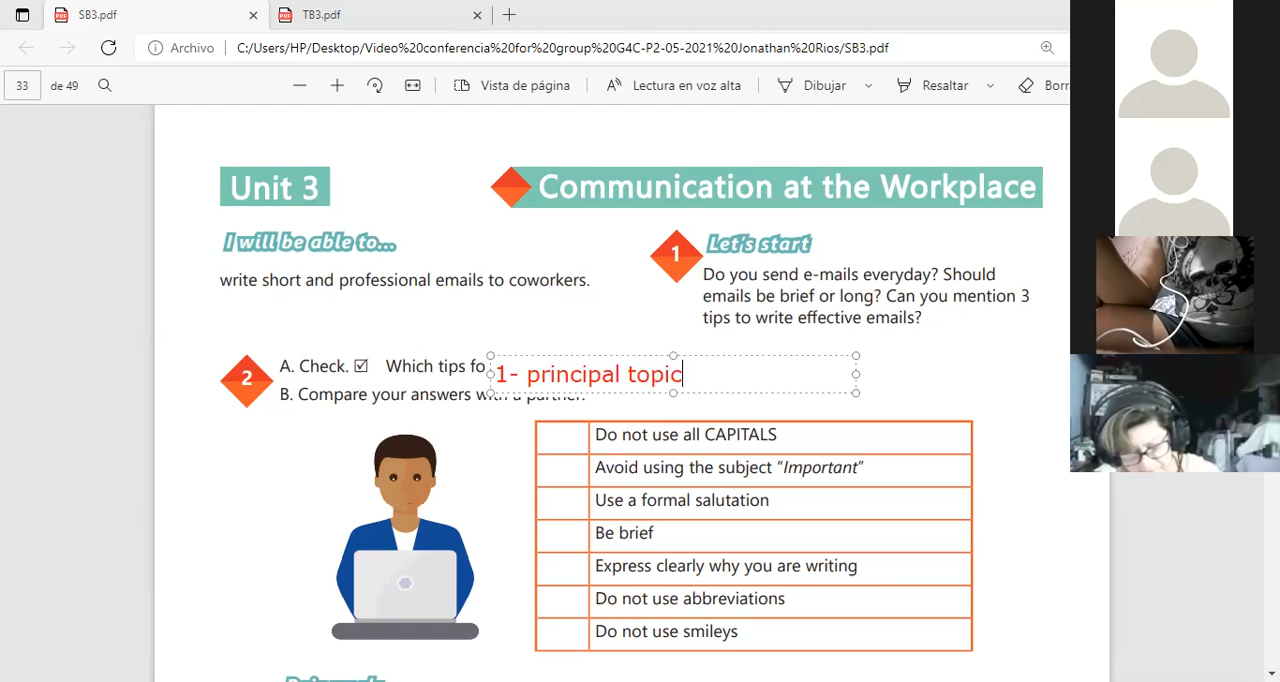 SB3.pdf
TB3.pdf
Archivo
C:/Users/HP/Desktop/Video%20conferencia%20for%20group%20G4C-P2-05-2021%20Jonathan%20Rios/SB3.pdf
33 de 49
Vista de página
Lectura en voz alta
Dibujar
Resaltar
Borr
Unit 3
Communication at the Workplace
I will be able to...
write short and professional emails to coworkers.
1
Let's start
Do you send e-mails everyday? Should
emails be brief or long? Can you mention 3
tips to write effective emails?
2
A. Check. ☑ Which tips fo
1- principal topic
B. Compare your answers with a partner.
Do not use all CAPITALS
Avoid using the subject “Important”
Use a formal salutation
Be brief
Express clearly why you are writing
Do not use abbreviations
Do not use smileys